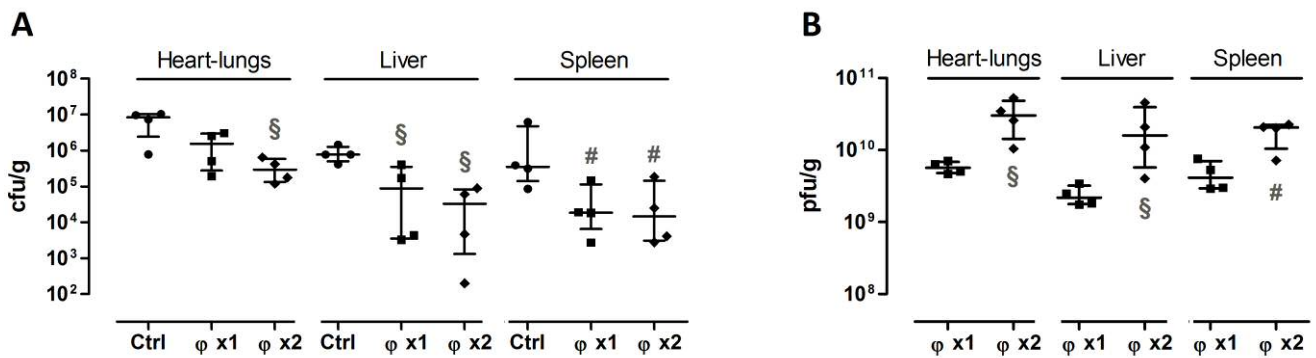 A
Heart-lungs Liver Spleen
cfu/g
10⁸
10⁷
10⁶
10⁵
10⁴
10³
10²
§
§
§
#
#
Ctrl φ x1 φ x2 Ctrl φ x1 φ x2 Ctrl φ x1 φ x2
B
Heart-lungs Liver Spleen
pfu/g
10¹¹
10¹⁰
10⁹
10⁸
§
§
#
φ x1 φ x2 φ x1 φ x2 φ x1 φ x2